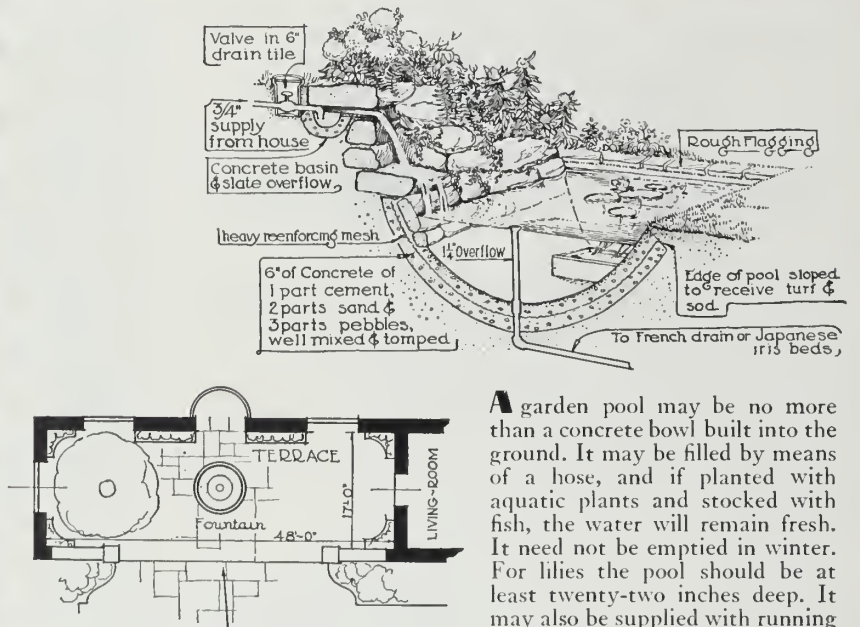 Valve in 6"
drain tile
3/4"
supply
from house
Concrete basin
& slate overflow
heavy reenforcing mesh
6" of Concrete of
1 part cement,
2 parts sand &
3 parts pebbles,
well mixed & tomped
1¼" Overflow
Rough Flagging
Edge of pool sloped
to receive turf &
sod
To French drain or Japanese
iris beds,
TERRACE
Fountain
48'-0"
17'-0"
LIVING-ROOM
A garden pool may be no more
than a concrete bowl built into the
ground. It may be filled by means
of a hose, and if planted with
aquatic plants and stocked with
fish, the water will remain fresh.
It need not be emptied in winter.
For lilies the pool should be at
least twenty-two inches deep. It
may also be supplied with running